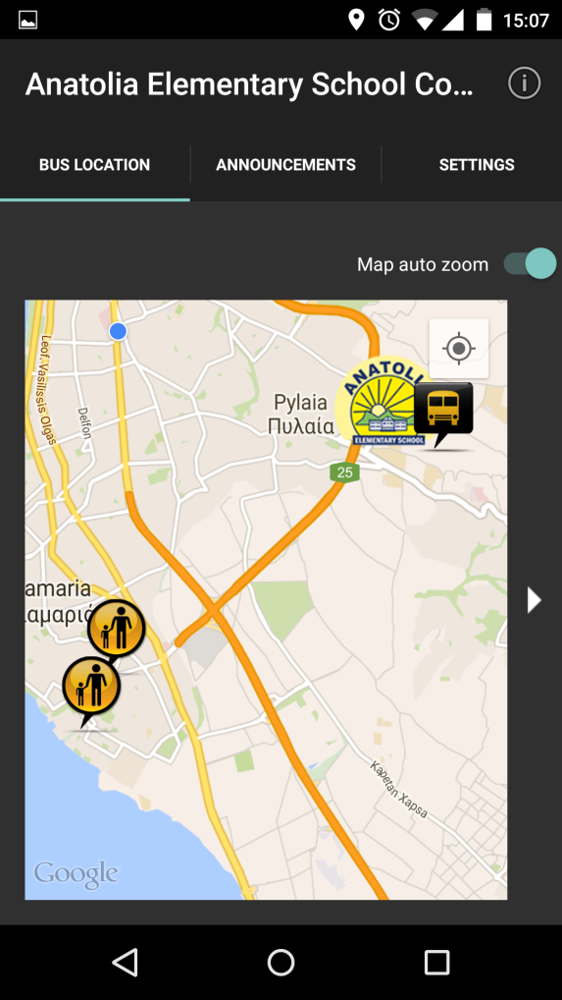 15:07
Anatolia Elementary School Co...
BUS LOCATION
ANNOUNCEMENTS
SETTINGS
Map auto zoom
Leof. Vasilissis Olgas
Delfon
ANATOLI
ELEMENTARY SCHOOL
Pylaia
Πυλαία
25
amaria
αμαριά
Kapetan Xapsa
Google